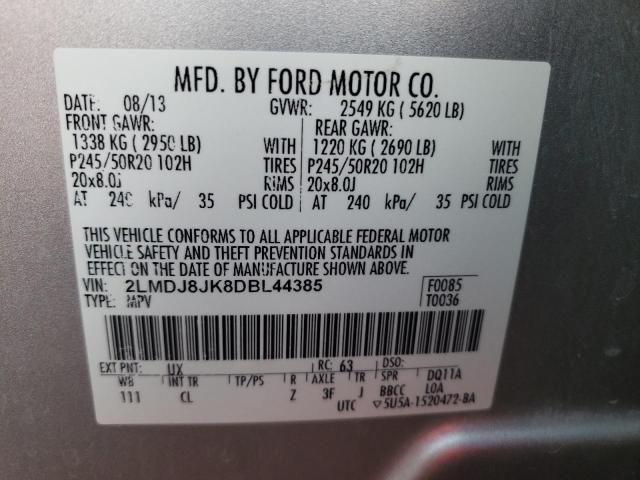 MFD. BY FORD MOTOR CO.
DATE: 08/13 GVWR: 2549 KG ( 5620 LB)
FRONT GAWR: REAR GAWR:
1338 KG ( 2950 LB) WITH 1220 KG ( 2690 LB) WITH
P245/50R20 102H TIRES P245/50R20 102H TIRES
20x8.0J RIMS 20x8.0J RIMS
AT 240 kPa/ 35 PSI COLD AT 240 kPa/ 35 PSI COLD
THIS VEHICLE CONFORMS TO ALL APPLICABLE FEDERAL MOTOR
VEHICLE SAFETY AND THEFT PREVENTION STANDARDS IN
EFFECT ON THE DATE OF MANUFACTURE SHOWN ABOVE.
VIN: 2LMDJ8JK8DBL44385 F0085
TYPE: MPV T0036
EXT PNT: UX RC: 63 DSO:
WB INT TR TP/PS R AXLE TR SPR DQ11A
111 CL Z 3F J BBCC L0A
UTC ▽5U5A-1520472-BA